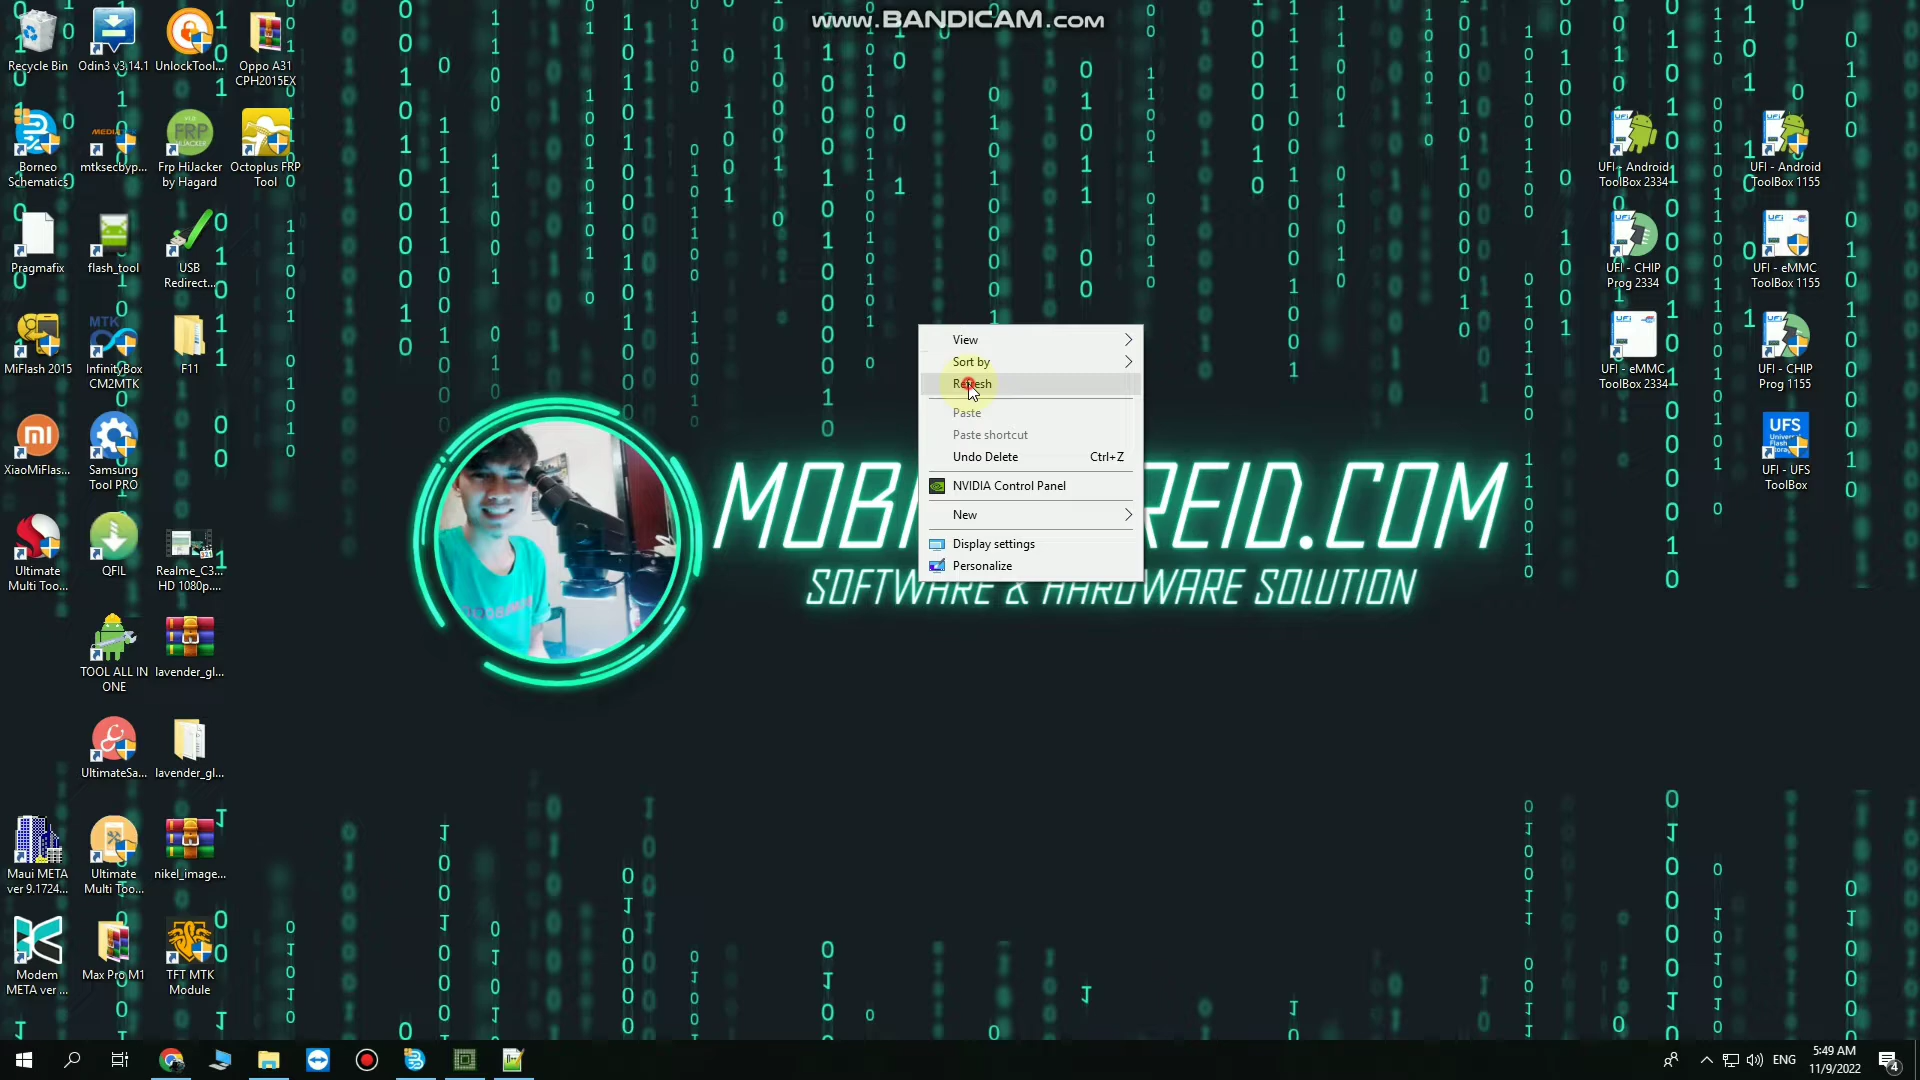 www.BANDICAM.com
Recycle Bin
Odin3 v3.14.1
UnlockTool...
Oppo A31
CPH2015EX
Borneo
Schematics
mtksecbyp...
Frp HiJacker
by Hagard
Octoplus FRP
Tool
Pragmafix
flash_tool
USB
Redirect...
MiFlash 2015
InfinityBox
CM2MTK
F11
XiaoMiFlas...
Samsung
Tool PRO
Ultimate
Multi Too...
QFIL
Realme_C3...
HD 1080p....
TOOL ALL IN
ONE
lavender_gl...
UltimateSa...
lavender_gl...
Maui META
ver 9.1724...
Ultimate
Multi Too...
nikel_image...
Modem
META ver ...
Max Pro M1
TFT MTK
Module
View
Sort by
Refresh
Paste
Paste shortcut
Undo Delete Ctrl+Z
NVIDIA Control Panel
New
Display settings
Personalize
SOFTWARE & HARDWARE SOLUTION
UFI - Android
ToolBox 2334
UFI - Android
ToolBox 1155
UFI - CHIP
Prog 2334
UFI - eMMC
ToolBox 1155
UFI - eMMC
ToolBox 2334
UFI - CHIP
Prog 1155
UFS
UFI - UFS
ToolBox
ENG
5:49 AM
11/9/2022
4